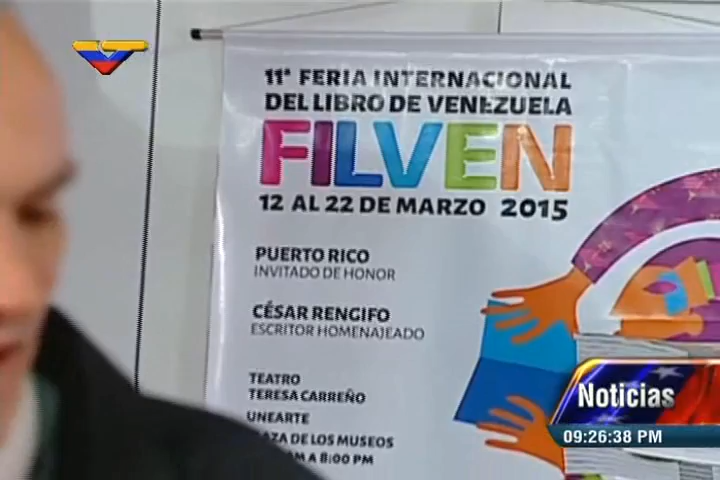 11ª FERIA INTERNACIONAL
DEL LIBRO DE VENEZUELA
FILVEN
12 AL 22 DE MARZO 2015
PUERTO RICO
INVITADO DE HONOR
CÉSAR RENGIFO
ESCRITOR HOMENAJEADO
TEATRO
TERESA CARREÑO
UNEARTE
DE LOS MUSEOS
A 8:00 PM
Noticias
09:26:38 PM